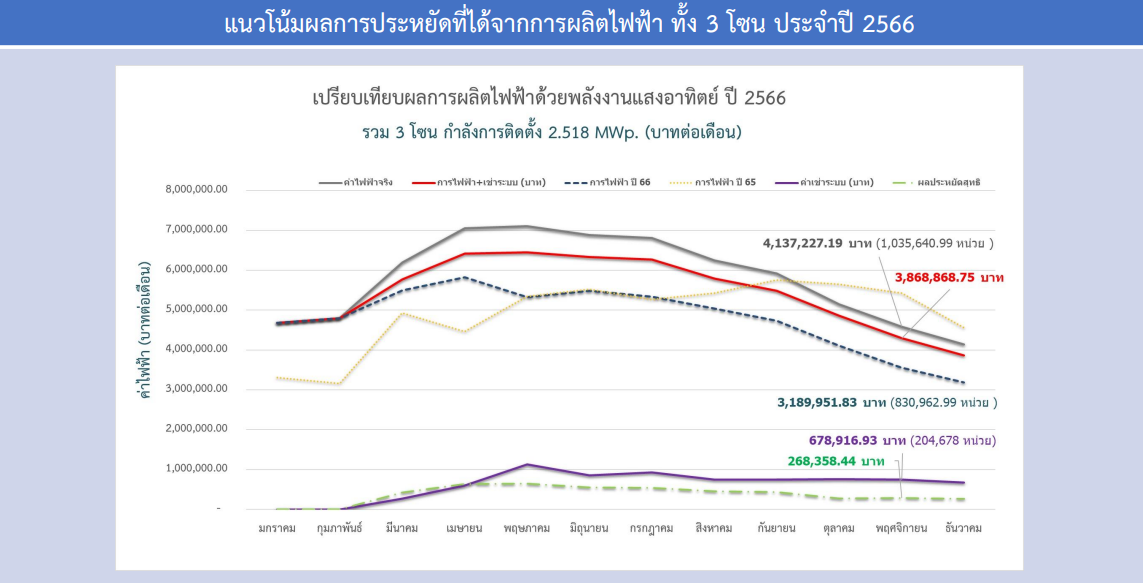 แนวโน้มผลการประหยัดที่ได้จากการผลิตไฟฟ้า ทั้ง 3 โซน ประจำปี 2566
เปรียบเทียบผลการผลิตไฟฟ้าด้วยพลังงานแสงอาทิตย์ ปี 2566
รวม 3 โซน กำลังการติดตั้ง 2.518 MWp. (บาทต่อเดือน)
ค่าไฟฟ้าจริง การไฟฟ้า+เช่าระบบ (บาท) การไฟฟ้า ปี 66 การไฟฟ้า ปี 65 ค่าเช่าระบบ (บาท) ผลประหยัดสุทธิ
ค่าไฟฟ้า (บาทต่อเดือน)
8,000,000.00
7,000,000.00
6,000,000.00
5,000,000.00
4,000,000.00
3,000,000.00
2,000,000.00
1,000,000.00
-
4,137,227.19 บาท (1,035,640.99 หน่วย )
3,868,868.75 บาท
3,189,951.83 บาท (830,962.99 หน่วย )
678,916.93 บาท (204,678 หน่วย)
268,358.44 บาท
มกราคม กุมภาพันธ์ มีนาคม เมษายน พฤษภาคม มิถุนายน กรกฎาคม สิงหาคม กันยายน ตุลาคม พฤศจิกายน ธันวาคม